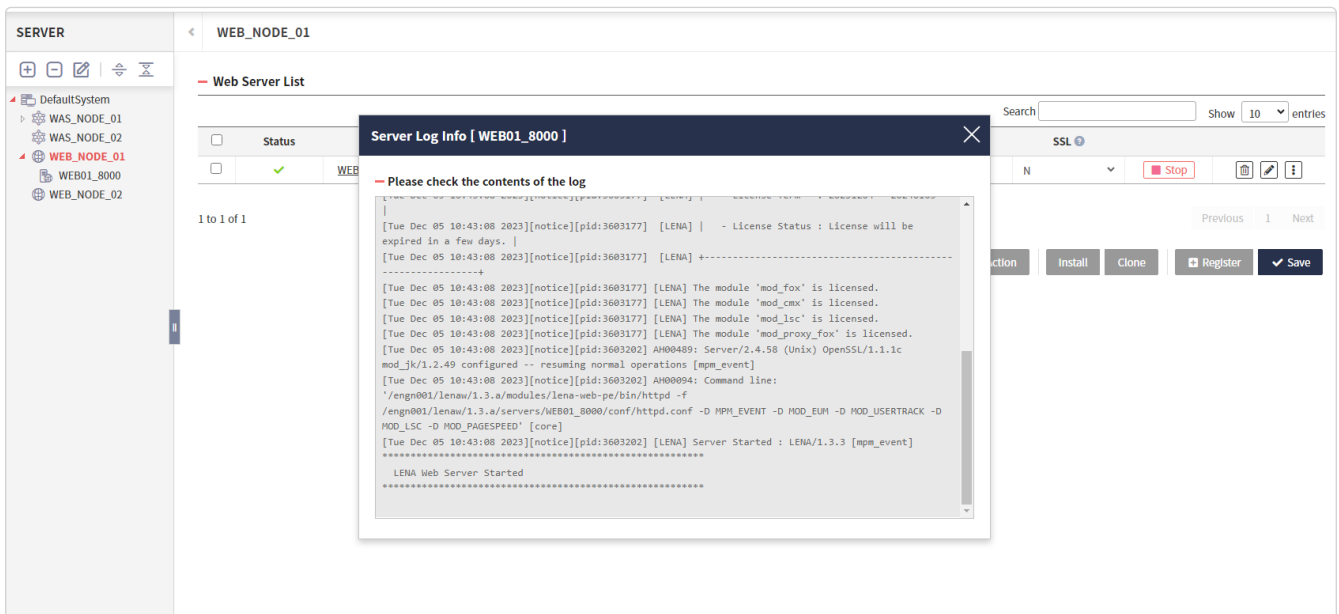 SERVER
WEB_NODE_01
DefaultSystem
WAS_NODE_01
WAS_NODE_02
WEB_NODE_01
WEB01_8000
WEB_NODE_02
Web Server List
Search
Show 10 entries
Status
SSL
WEB
N
Stop
1 to 1 of 1
Previous 1 Next
ction
Install
Clone
Register
Save
Server Log Info [ WEB01_8000 ]
Please check the contents of the log
|
[Tue Dec 05 10:43:08 2023][notice][pid:3603177] [LENA] | - License Status : License will be
expired in a few days. |
[Tue Dec 05 10:43:08 2023][notice][pid:3603177] [LENA] +--------------------------------------------
-----------------+
[Tue Dec 05 10:43:08 2023][notice][pid:3603177] [LENA] The module 'mod_fox' is licensed.
[Tue Dec 05 10:43:08 2023][notice][pid:3603177] [LENA] The module 'mod_cmx' is licensed.
[Tue Dec 05 10:43:08 2023][notice][pid:3603177] [LENA] The module 'mod_lsc' is licensed.
[Tue Dec 05 10:43:08 2023][notice][pid:3603177] [LENA] The module 'mod_proxy_fox' is licensed.
[Tue Dec 05 10:43:08 2023][notice][pid:3603202] AH00489: Server/2.4.58 (Unix) OpenSSL/1.1.1c
mod_jk/1.2.49 configured -- resuming normal operations [mpm_event]
[Tue Dec 05 10:43:08 2023][notice][pid:3603202] AH00094: Command line:
'/engn001/lenaw/1.3.a/modules/lena-web-pe/bin/httpd -f
/engn001/lenaw/1.3.a/servers/WEB01_8000/conf/httpd.conf -D MPM_EVENT -D MOD_EUM -D MOD_USERTRACK -D
MOD_LSC -D MOD_PAGESPEED' [core]
[Tue Dec 05 10:43:08 2023][notice][pid:3603202] [LENA] Server Started : LENA/1.3.3 [mpm_event]
*********************************************************
LENA Web Server Started
*********************************************************